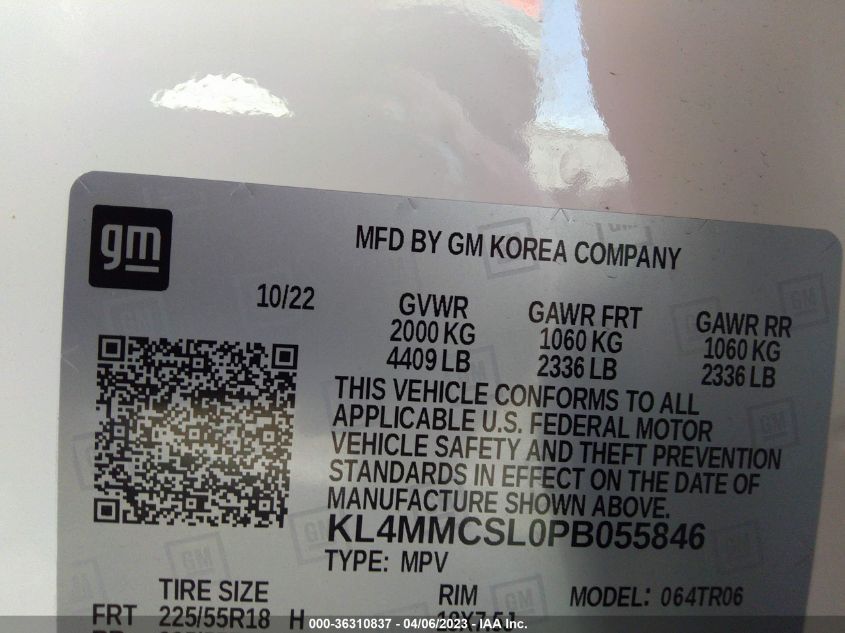 gm
MFD BY GM KOREA COMPANY
10/22
GVWR GAWR FRT GAWR RR
2000 KG 1060 KG 1060 KG
4409 LB 2336 LB 2336 LB
THIS VEHICLE CONFORMS TO ALL
APPLICABLE U.S. FEDERAL MOTOR
VEHICLE SAFETY AND THEFT PREVENTION
STANDARDS IN EFFECT ON THE DATE OF
MANUFACTURE SHOWN ABOVE.
KL4MMCSL0PB055846
TYPE: MPV
TIRE SIZE RIM MODEL: 064TR06
FRT 225/55R18 H
000-36310837 - 04/06/2023 - IAA Inc.